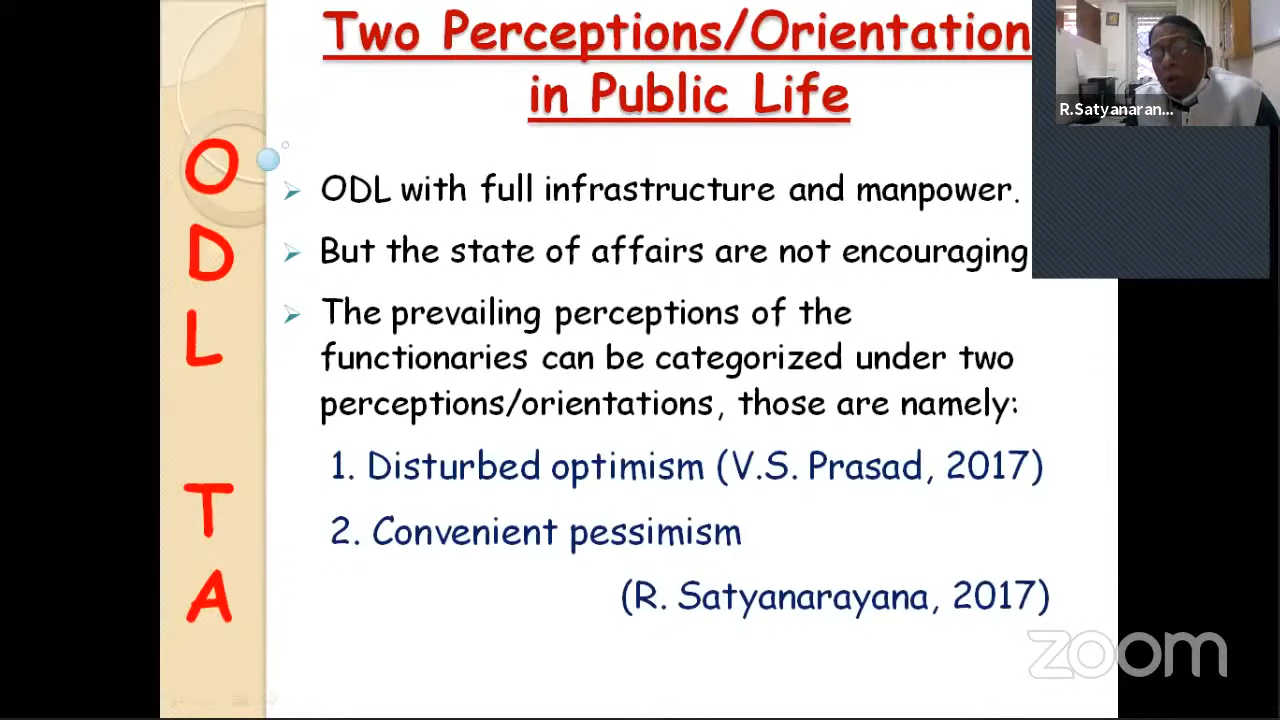 Two Perceptions/Orientation
in Public Life
R.Satyanaran...
O
D
L
T
A
ODL with full infrastructure and manpower.
But the state of affairs are not encouraging
The prevailing perceptions of the
functionaries can be categorized under two
perceptions/orientations, those are namely:
1. Disturbed optimism (V.S. Prasad, 2017)
2. Convenient pessimism
(R. Satyanarayana, 2017)
zoom